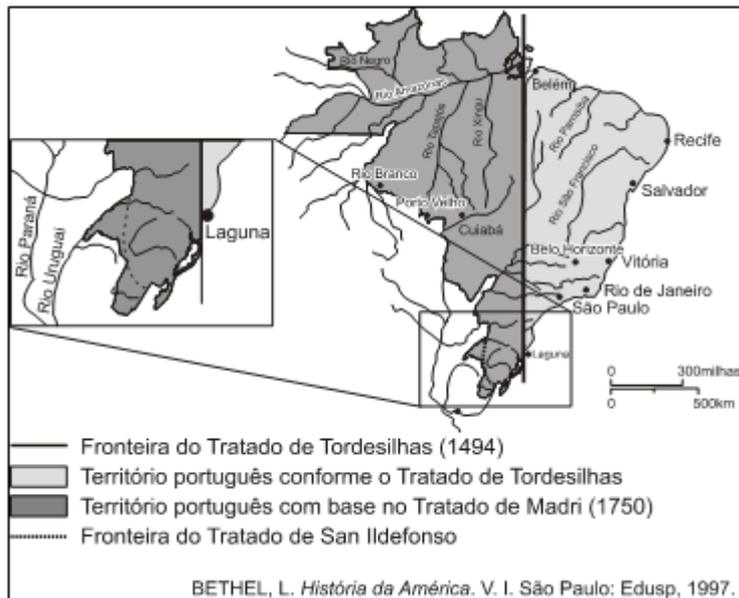 Rio Negro
Rio Amazonas
Belém
Rio Tapajós
Rio Xingu
Rio Parnaíba
Recife
Rio São Francisco
Rio Branco
Salvador
Porto Velho
Cuiabá
Rio Paraná
Rio Uruguai
Laguna
Belo Horizonte
Vitória
Rio de Janeiro
São Paulo
Laguna
0 300milhas
0 500km
Fronteira do Tratado de Tordesilhas (1494)
Território português conforme o Tratado de Tordesilhas
Território português com base no Tratado de Madri (1750)
Fronteira do Tratado de San Ildefonso
BETHEL, L. História da América. V. I. São Paulo: Edusp, 1997.